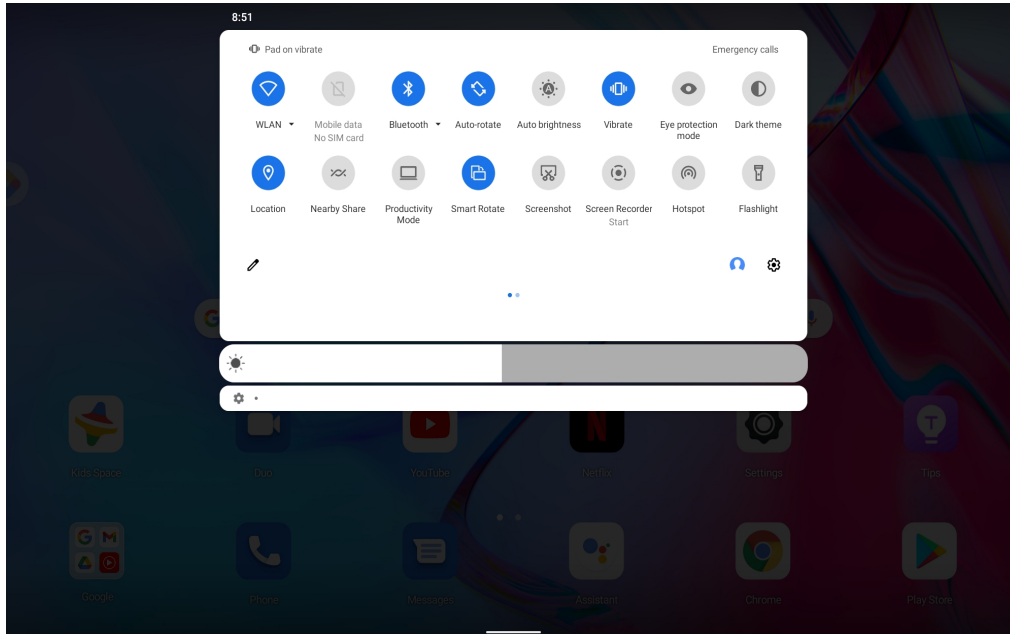 8:51
Pad on vibrate
Emergency calls
WLAN
Mobile data
No SIM card
Bluetooth
Auto-rotate
Auto brightness
Vibrate
Eye protection
mode
Dark theme
Location
Nearby Share
Productivity
Mode
Smart Rotate
Screenshot
Screen Recorder
Start
Hotspot
Flashlight
Kids Space
Duo
YouTube
Netflix
Settings
Tips
Google
Phone
Messages
Assistant
Chrome
Play Store